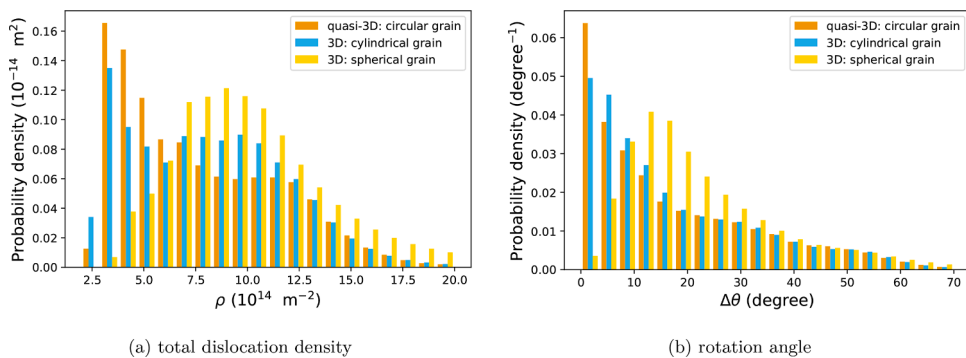 Probability density (10⁻¹⁴ m²)
0.16
0.14
0.12
0.10
0.08
0.06
0.04
0.02
0.00
quasi-3D: circular grain
3D: cylindrical grain
3D: spherical grain
2.5 5.0 7.5 10.0 12.5 15.0 17.5 20.0
ρ (10¹⁴ m⁻²)
(a) total dislocation density
Probability density (degree⁻¹)
0.06
0.05
0.04
0.03
0.02
0.01
0.00
quasi-3D: circular grain
3D: cylindrical grain
3D: spherical grain
0 10 20 30 40 50 60 70
Δθ (degree)
(b) rotation angle